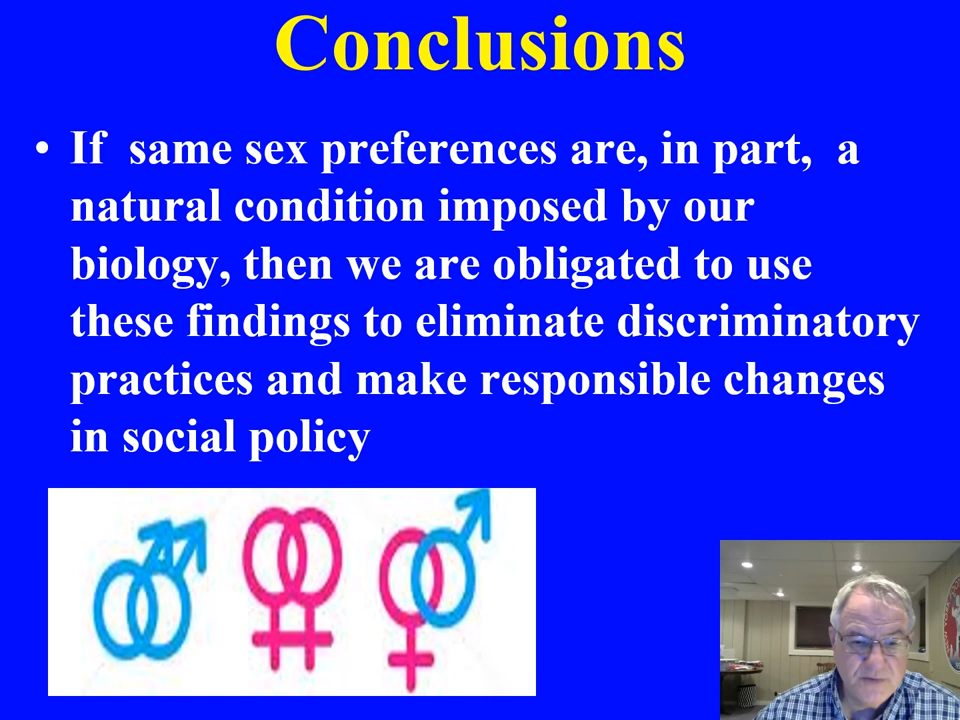 Conclusions
• If same sex preferences are, in part, a
natural condition imposed by our
biology, then we are obligated to use
these findings to eliminate discriminatory
practices and make responsible changes
in social policy